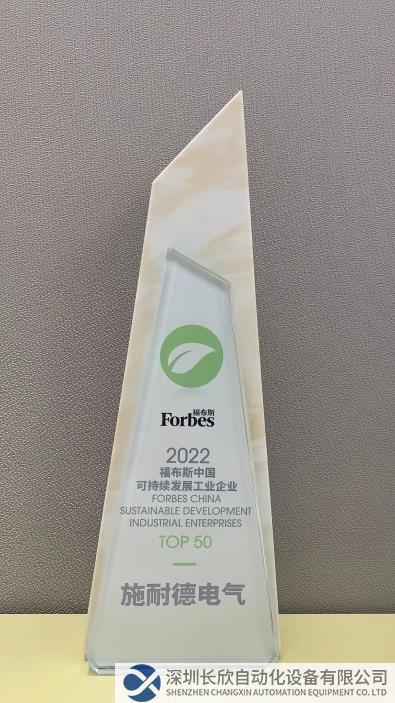 福布斯
Forbes
2022
福布斯中国
可持续发展工业企业
FORBES CHINA
SUSTAINABLE DEVELOPMENT
INDUSTRIAL ENTERPRISES
TOP 50
施耐德电气
深圳长欣自动化设备有限公司
SHENZHEN CHANGXIN AUTOMATION EQUIPMENT CO. LTD